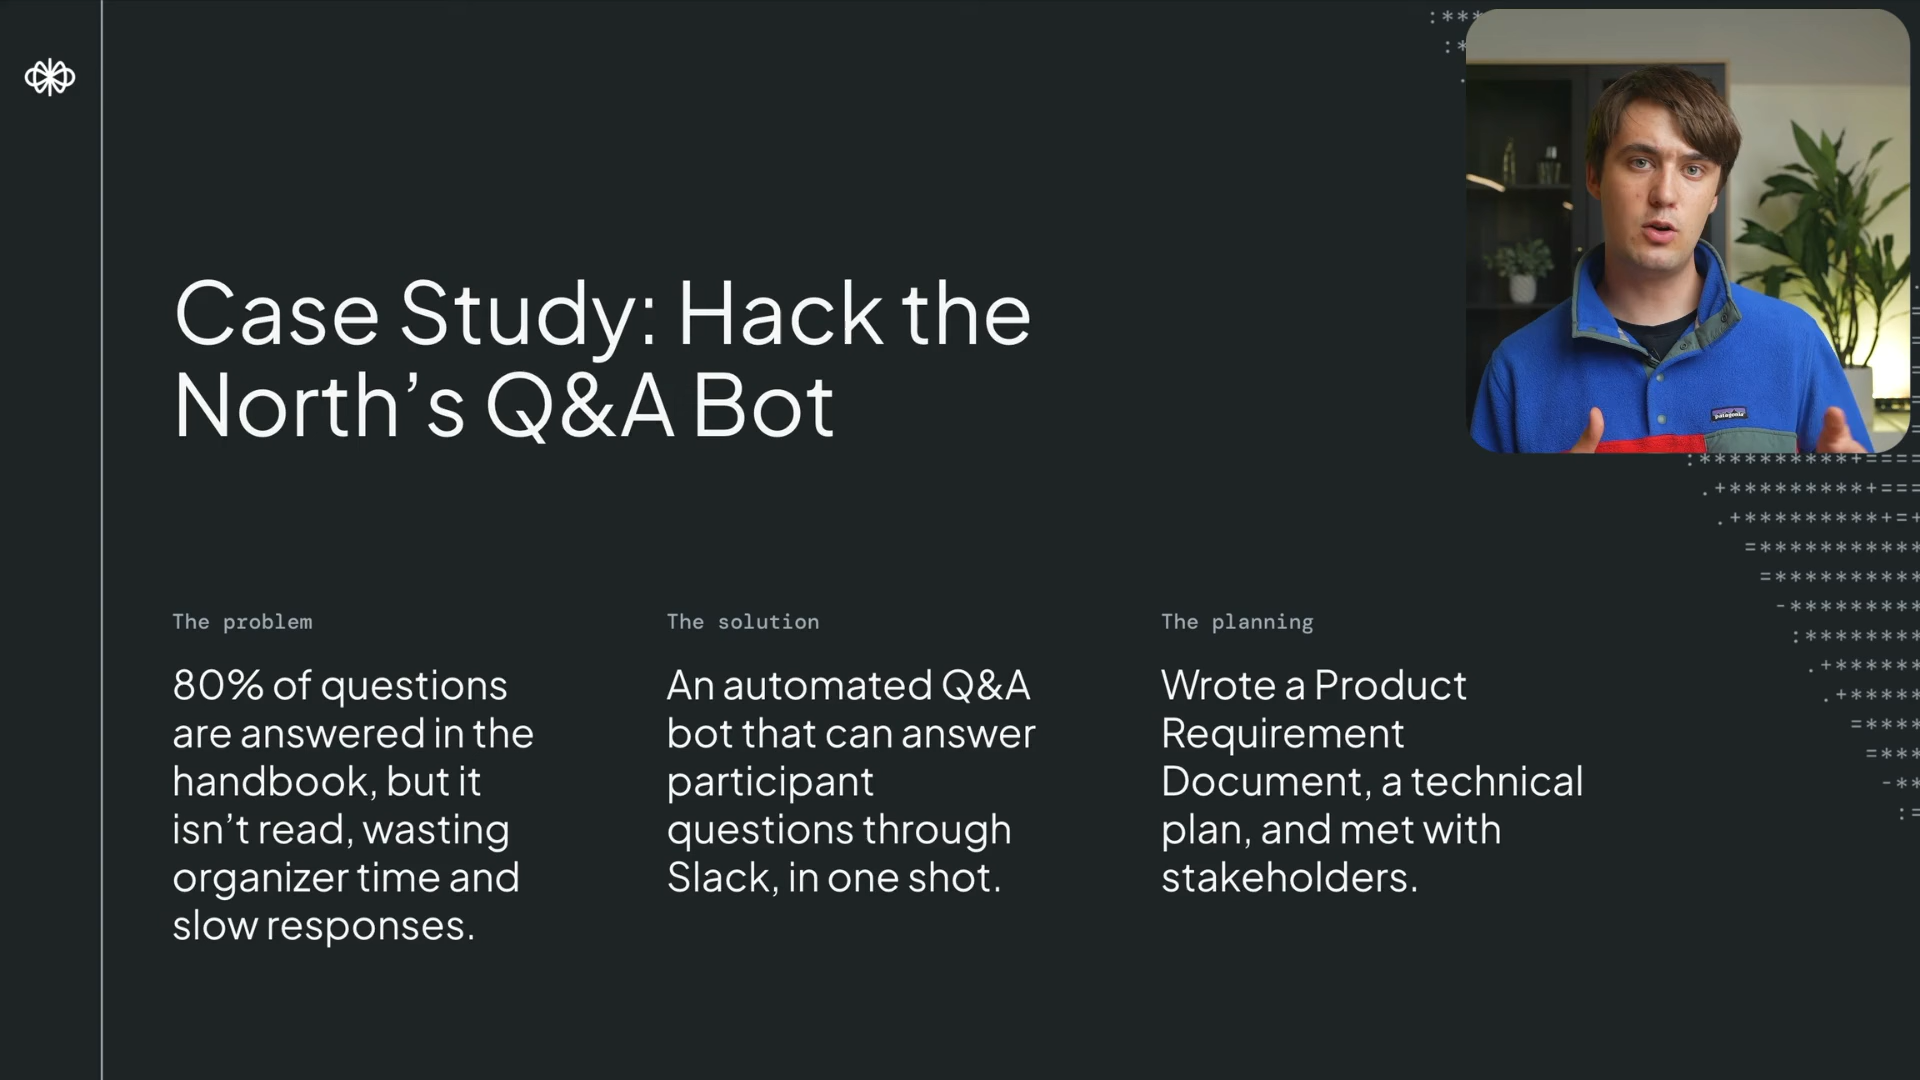 Case Study: Hack the
North’s Q&A Bot
The problem
80% of questions
are answered in the
handbook, but it
isn’t read, wasting
organizer time and
slow responses.
The solution
An automated Q&A
bot that can answer
participant
questions through
Slack, in one shot.
The planning
Wrote a Product
Requirement
Document, a technical
plan, and met with
stakeholders.
patagonia